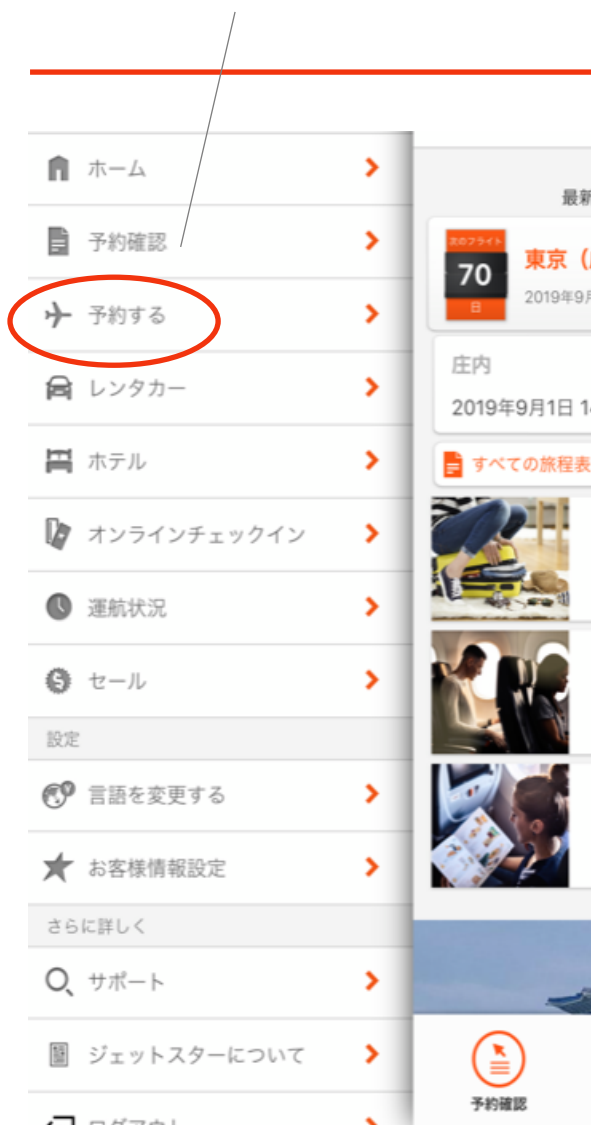 ホーム
予約確認
予約する
レンタカー
ホテル
オンラインチェックイン
運航状況
セール
設定
言語を変更する
お客様情報設定
さらに詳しく
サポート
ジェットスターについて
ログアウト
最新
次のフライト
70
日
東京（
2019年9月
庄内
2019年9月1日 14
すべての旅程表
予約確認